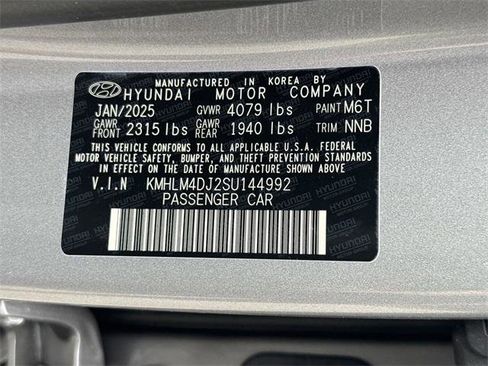 MANUFACTURED IN KOREA BY
HYUNDAI MOTOR COMPANY
JAN/2025 GVWR 4079 lbs PAINT M6T
GAWR FRONT 2315 lbs GAWR REAR 1940 lbs TRIM NNB
THIS VEHICLE CONFORMS TO ALL APPLICABLE U.S.A. FEDERAL
MOTOR VEHICLE SAFETY, BUMPER, AND THEFT PREVENTION STANDARDS
IN EFFECT ON THE DATE OF MANUFACTURE SHOWN ABOVE.
V.I.N KMHLM4DJ2SU144992
PASSENGER CAR